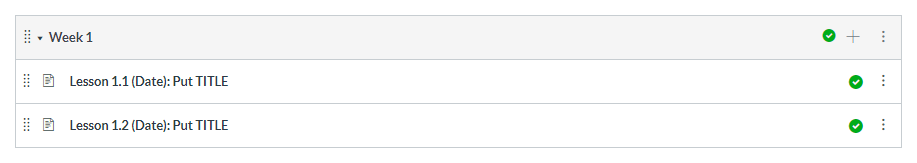 Week 1
Lesson 1.1 (Date): Put TITLE
Lesson 1.2 (Date): Put TITLE